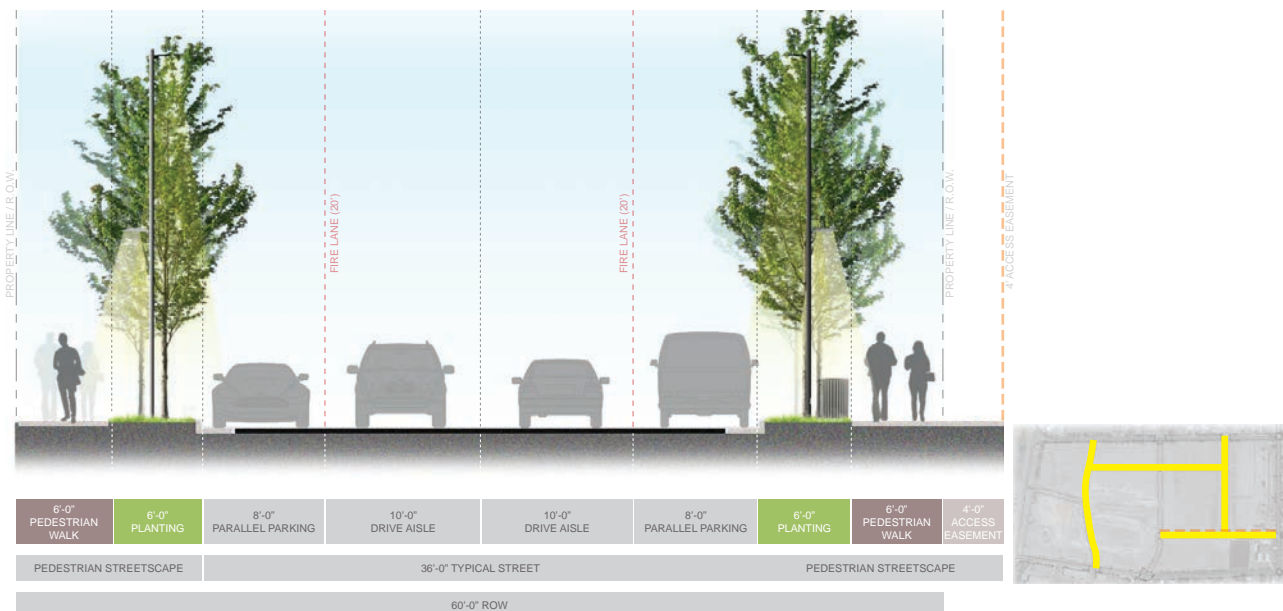 PROPERTY LINE / R.O.W.
FIRE LANE (20')
FIRE LANE (20')
PROPERTY LINE / R.O.W.
4' ACCESS EASEMENT
6'-0"
PEDESTRIAN
WALK
6'-0"
PLANTING
8'-0"
PARALLEL PARKING
10'-0"
DRIVE AISLE
10'-0"
DRIVE AISLE
8'-0"
PARALLEL PARKING
6'-0"
PLANTING
6'-0"
PEDESTRIAN
WALK
4'-0"
ACCESS
EASEMENT
PEDESTRIAN STREETSCAPE
36'-0" TYPICAL STREET
PEDESTRIAN STREETSCAPE
60'-0" ROW